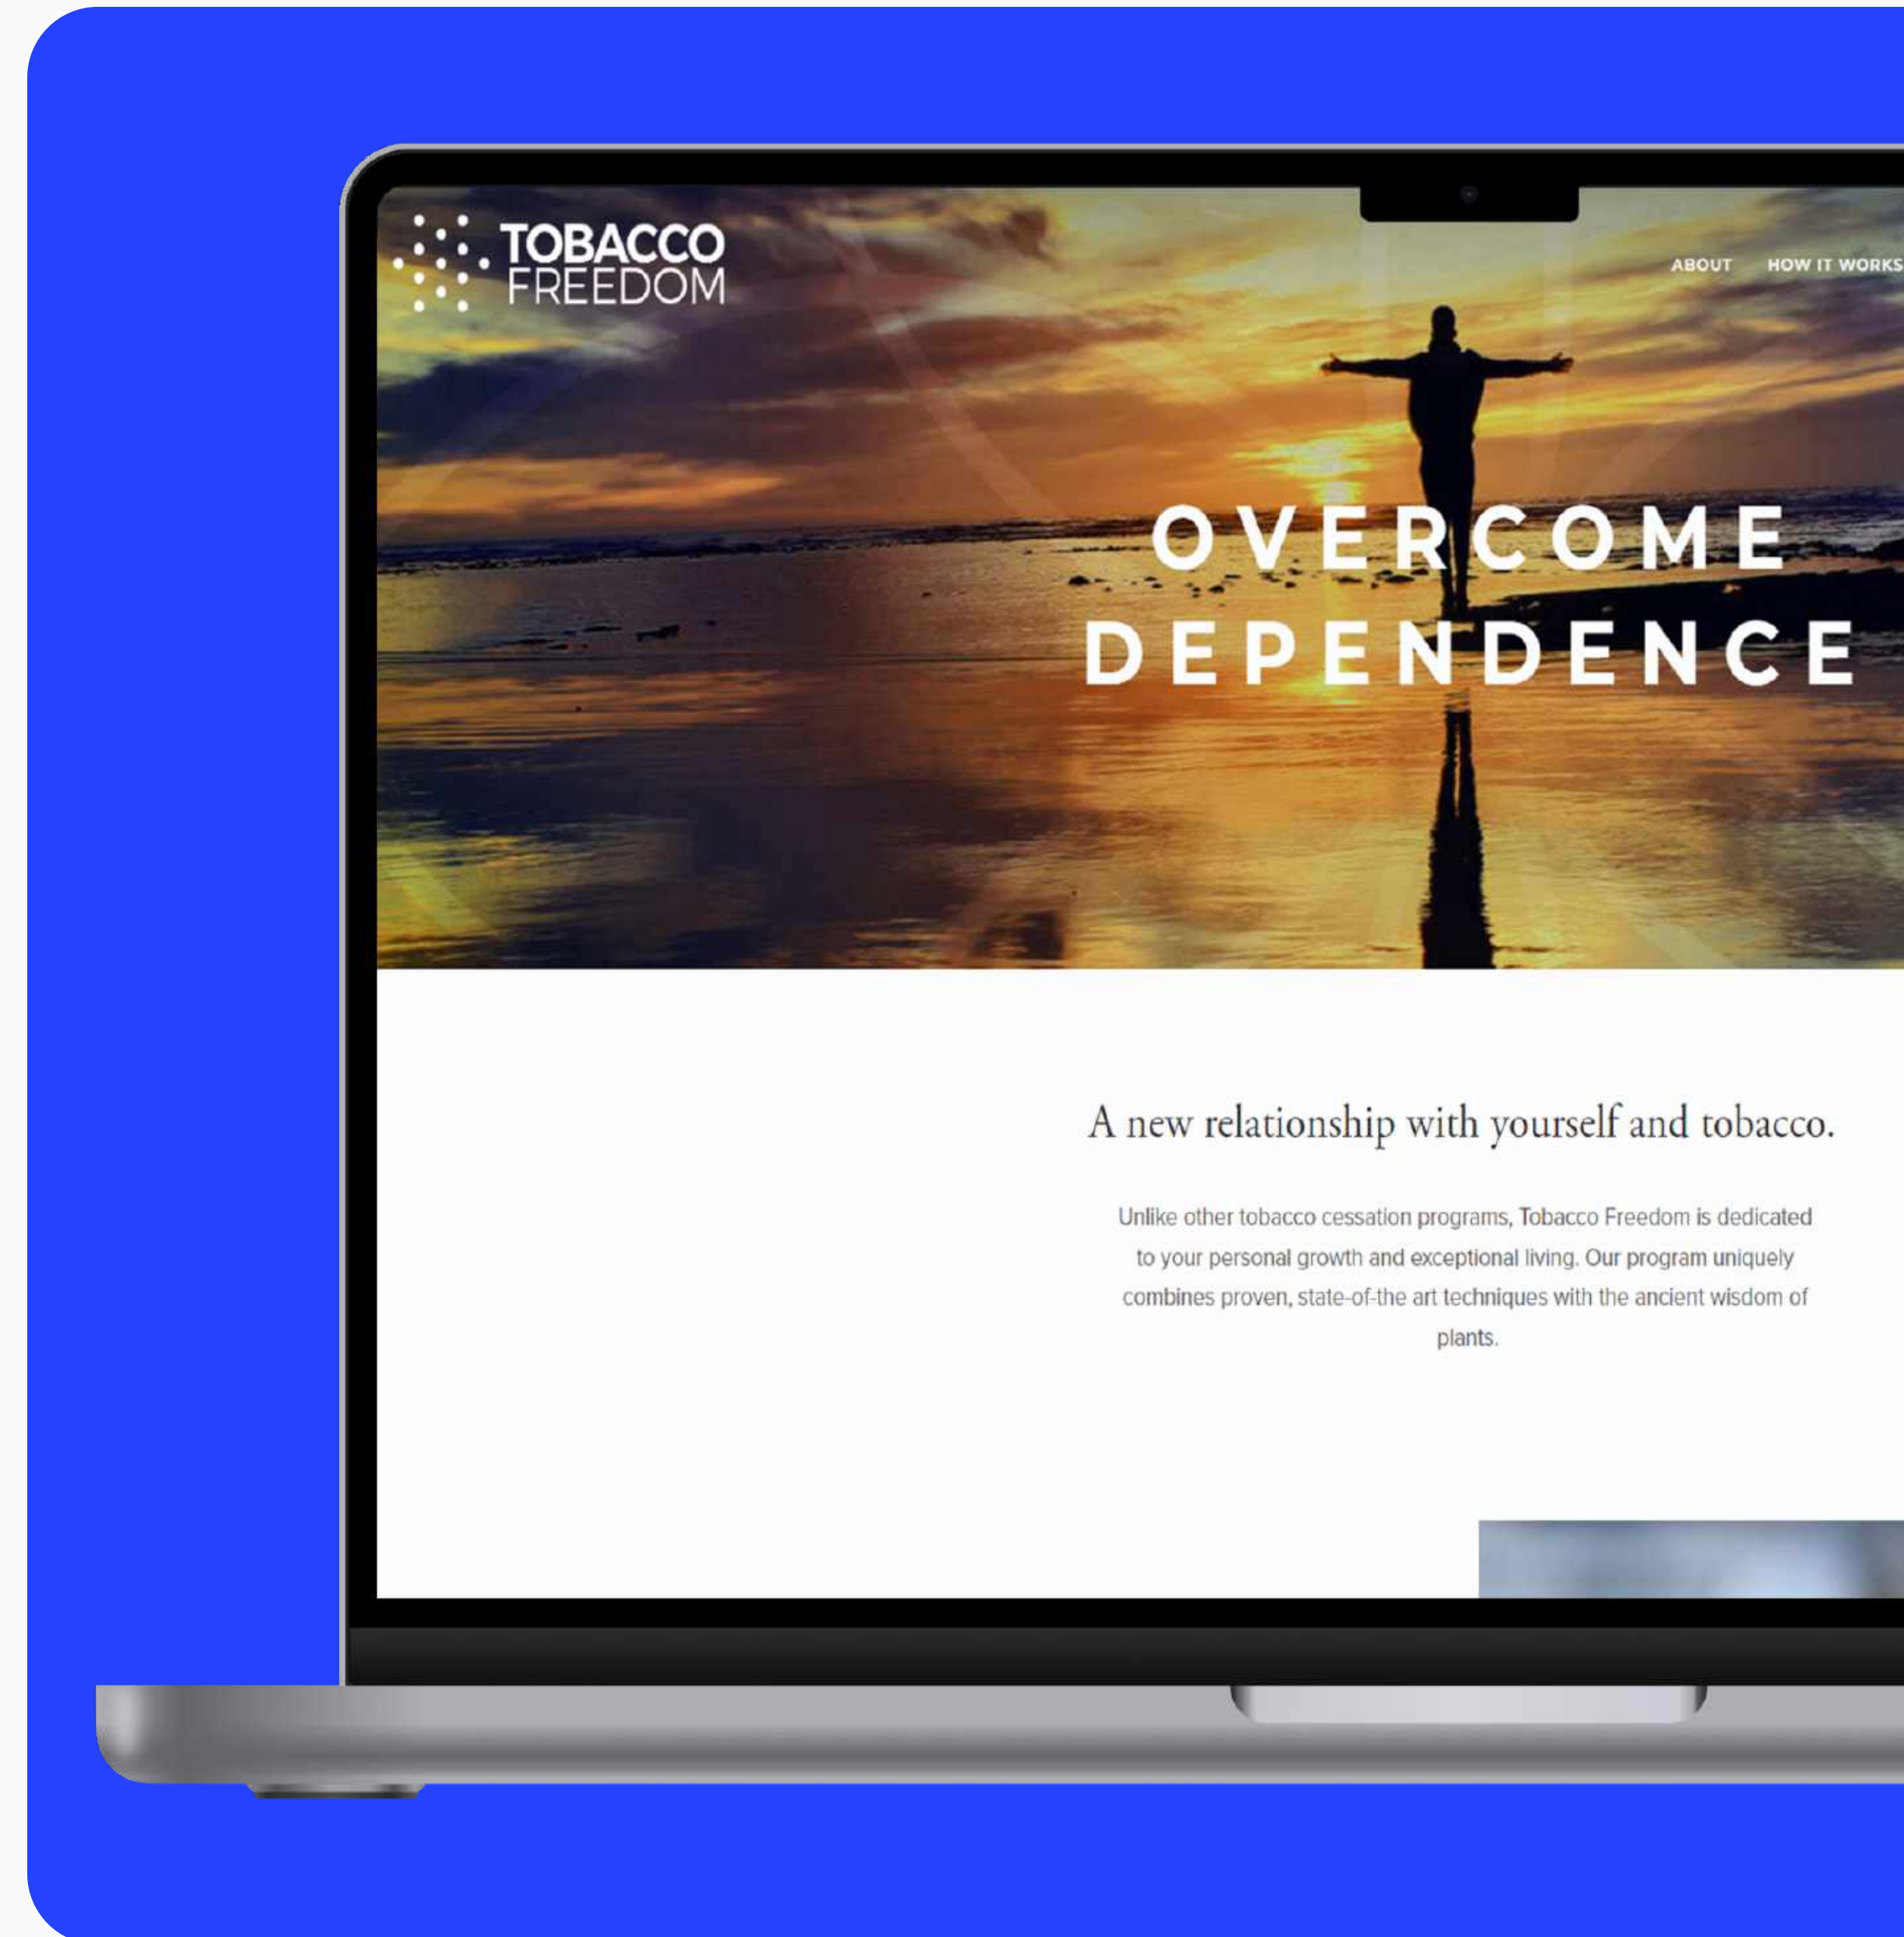 TOBACCO
FREEDOM
ABOUT HOW IT WORKS
OVERCOME
DEPENDENCE
A new relationship with yourself and tobacco.
Unlike other tobacco cessation programs, Tobacco Freedom is dedicated
to your personal growth and exceptional living. Our program uniquely
combines proven, state-of-the art techniques with the ancient wisdom of
plants.